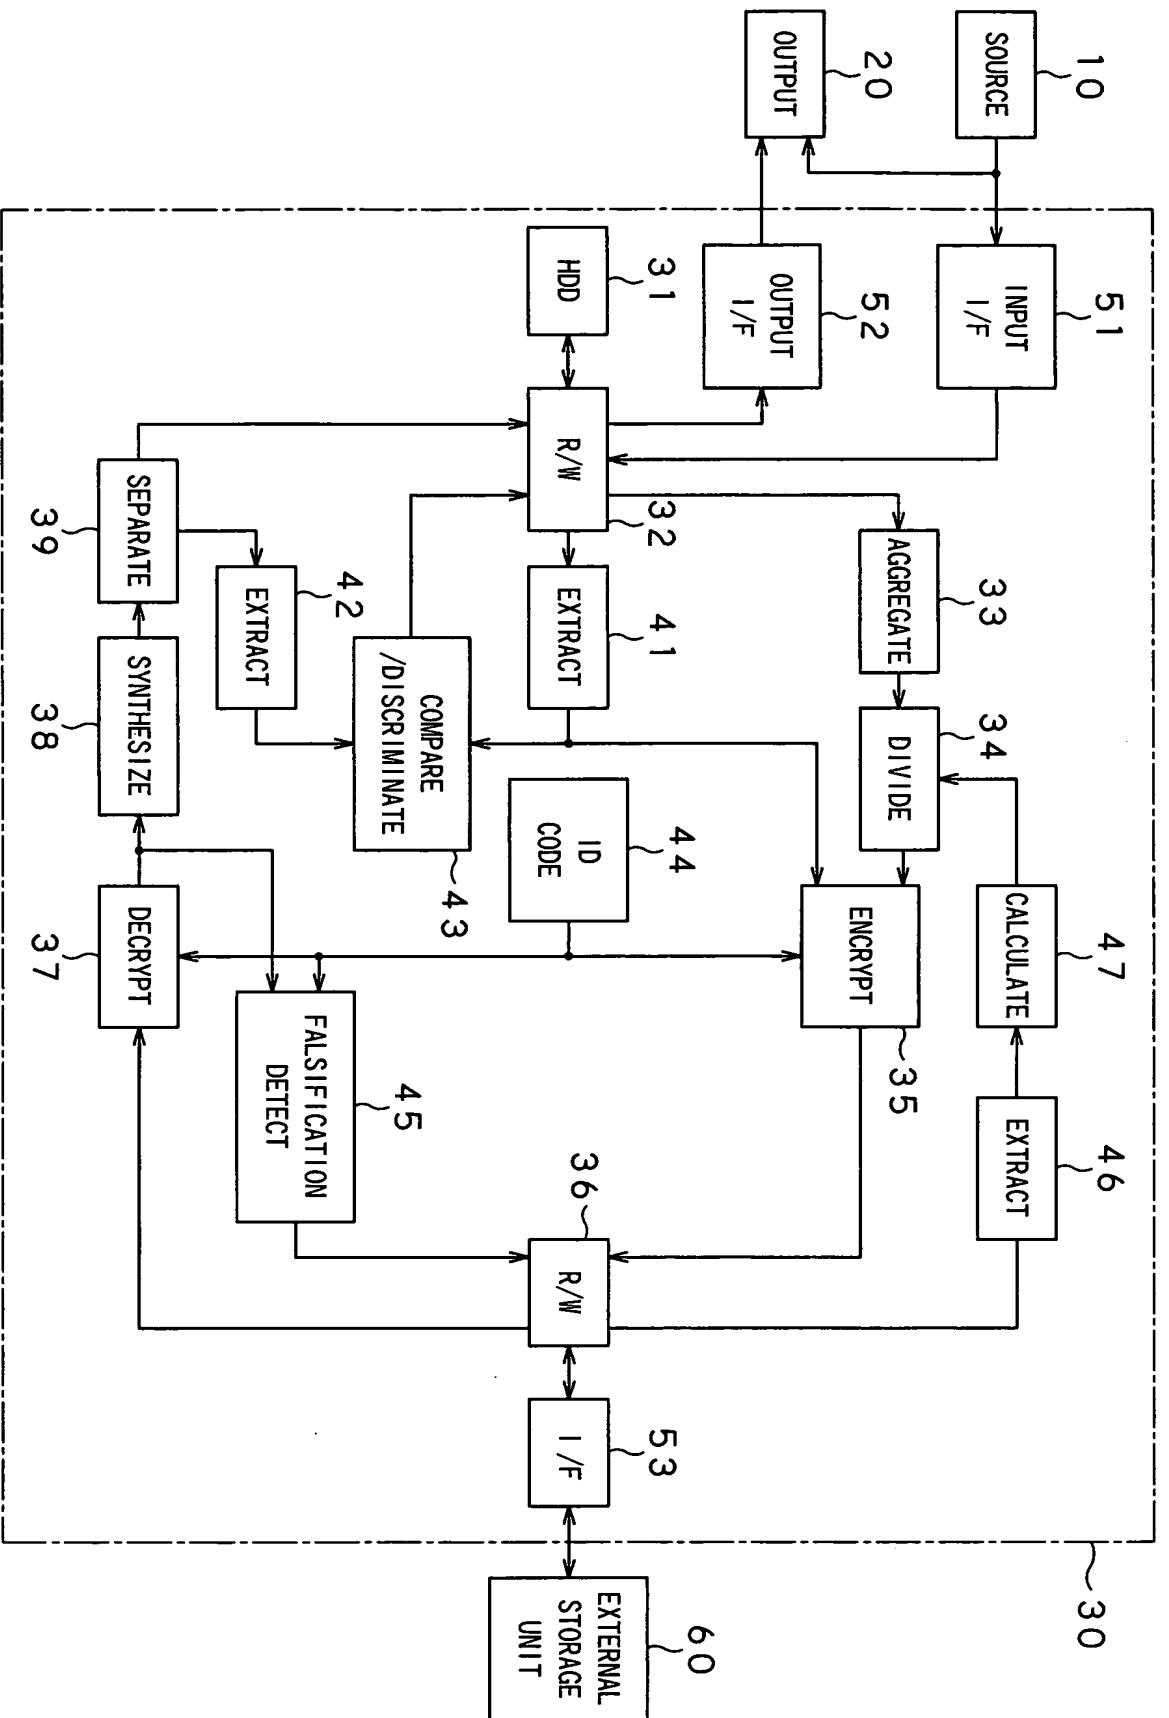 10
SOURCE
20
OUTPUT
51
INPUT
I/F
52
OUTPUT
I/F
31
HDD
R/W
32
33
AGGREGATE
34
DIVIDE
41
EXTRACT
42
EXTRACT
COMPARE
/DISCRIMINATE
43
SEPARATE
39
SYNTHESIZE
38
44
ID
CODE
47
CALCULATE
ENCRYPT
35
46
EXTRACT
DECRYPT
37
45
FALSIFICATION
DETECT
36
R/W
53
I/F
30
60
EXTERNAL
STORAGE
UNIT